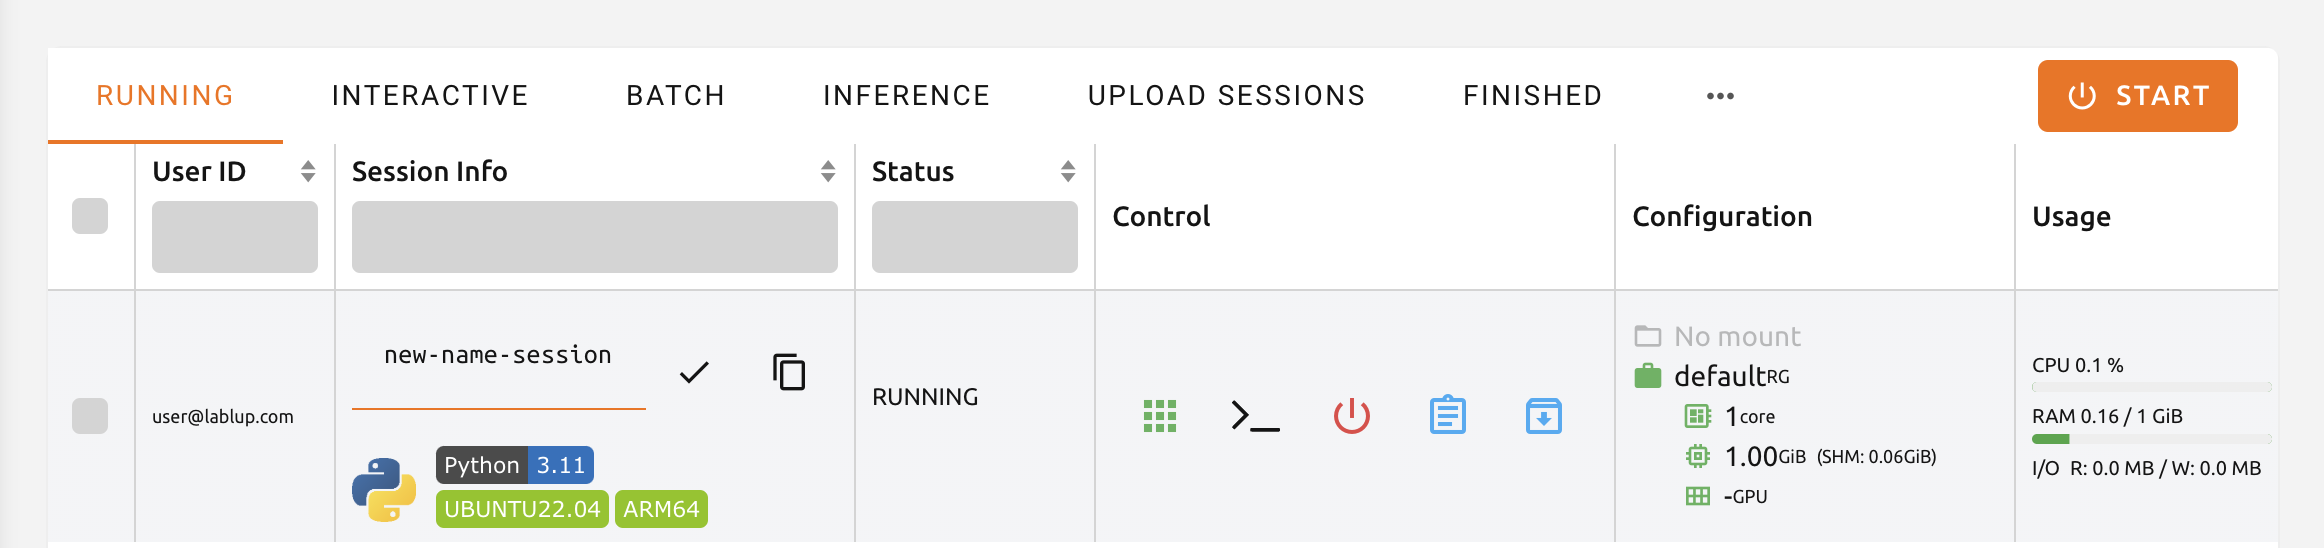 RUNNING INTERACTIVE BATCH INFERENCE UPLOAD SESSIONS FINISHED ••• START
User ID Session Info Status Control Configuration Usage
user@lablup.com
new-name-session
Python 3.11
UBUNTU22.04 ARM64
RUNNING
No mount
defaultRG
1core
1.00GiB (SHM: 0.06GiB)
-GPU
CPU 0.1 %
RAM 0.16 / 1 GiB
I/O R: 0.0 MB / W: 0.0 MB